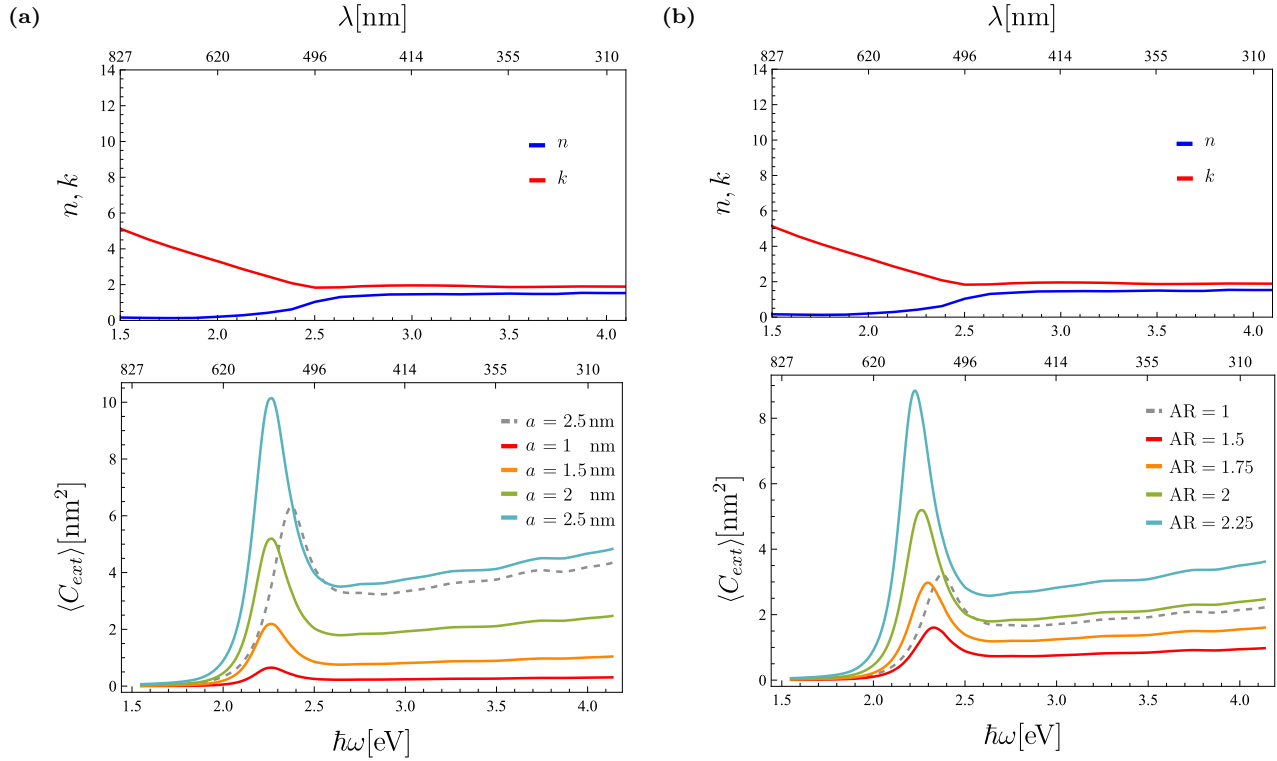 (a)
λ[nm]
827 620 496 414 355 310
14
12
10
8
6
4
2
0
n, k
n
k
1.5 2.0 2.5 3.0 3.5 4.0
827 620 496 414 355 310
10
8
6
4
2
0
⟨C_ext⟩[nm²]
a = 2.5 nm
a = 1 nm
a = 1.5 nm
a = 2 nm
a = 2.5 nm
1.5 2.0 2.5 3.0 3.5 4.0
ħω[eV]
(b)
λ[nm]
827 620 496 414 355 310
14
12
10
8
6
4
2
0
n, k
n
k
1.5 2.0 2.5 3.0 3.5 4.0
827 620 496 414 355 310
8
6
4
2
0
⟨C_ext⟩[nm²]
AR = 1
AR = 1.5
AR = 1.75
AR = 2
AR = 2.25
1.5 2.0 2.5 3.0 3.5 4.0
ħω[eV]